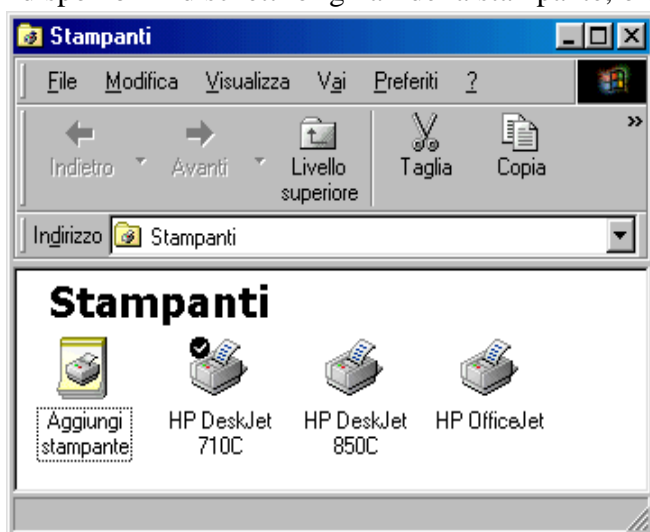 Stampanti
File Modifica Visualizza Vai Preferiti ?
Indietro Avanti Livello superiore Taglia Copia »
Indirizzo Stampanti
Stampanti
Aggiungi stampante
HP DeskJet 710C
HP DeskJet 850C
HP OfficeJet